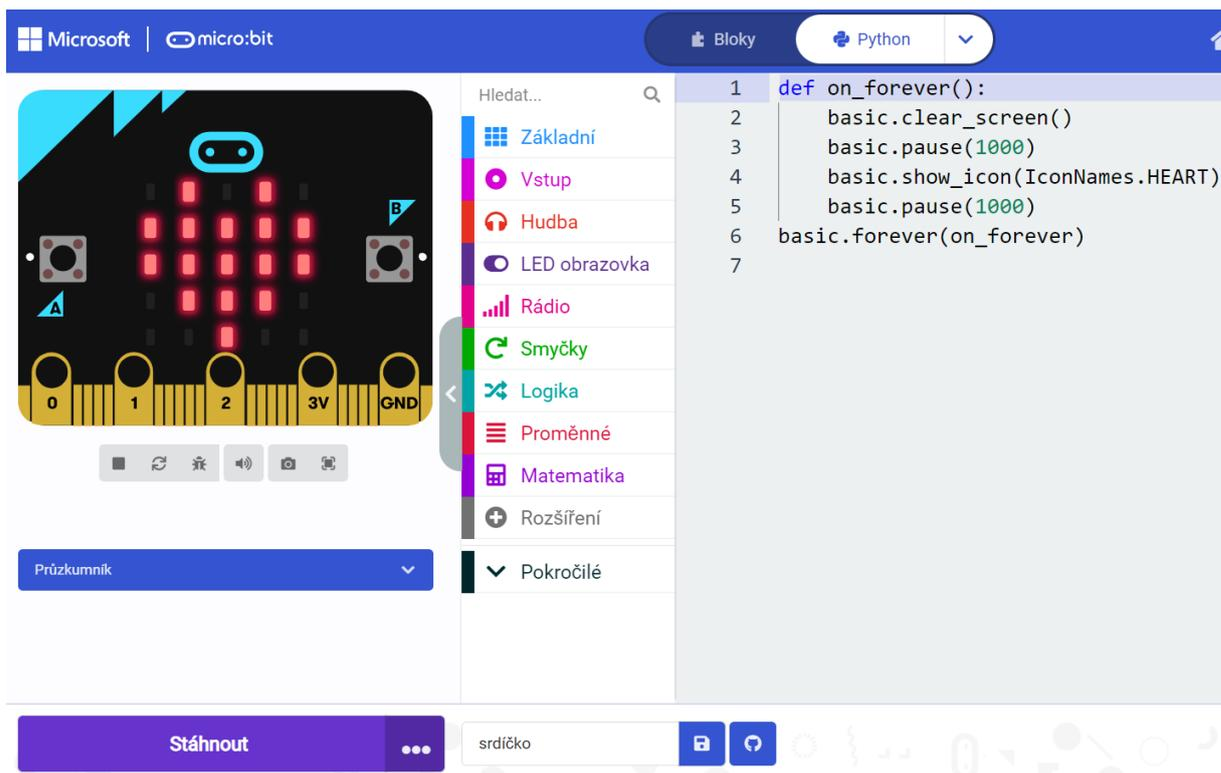 Microsoft micro:bit Bloky Python
B
A
0 1 2 3V GND
Průzkumník
Hledat...
Základní
Vstup
Hudba
LED obrazovka
Rádio
Smyčky
Logika
Proměnné
Matematika
Rozšíření
Pokročilé
1 def on_forever():
2 basic.clear_screen()
3 basic.pause(1000)
4 basic.show_icon(IconNames.HEART)
5 basic.pause(1000)
6 basic.forever(on_forever)
7
Stáhnout srdíčko